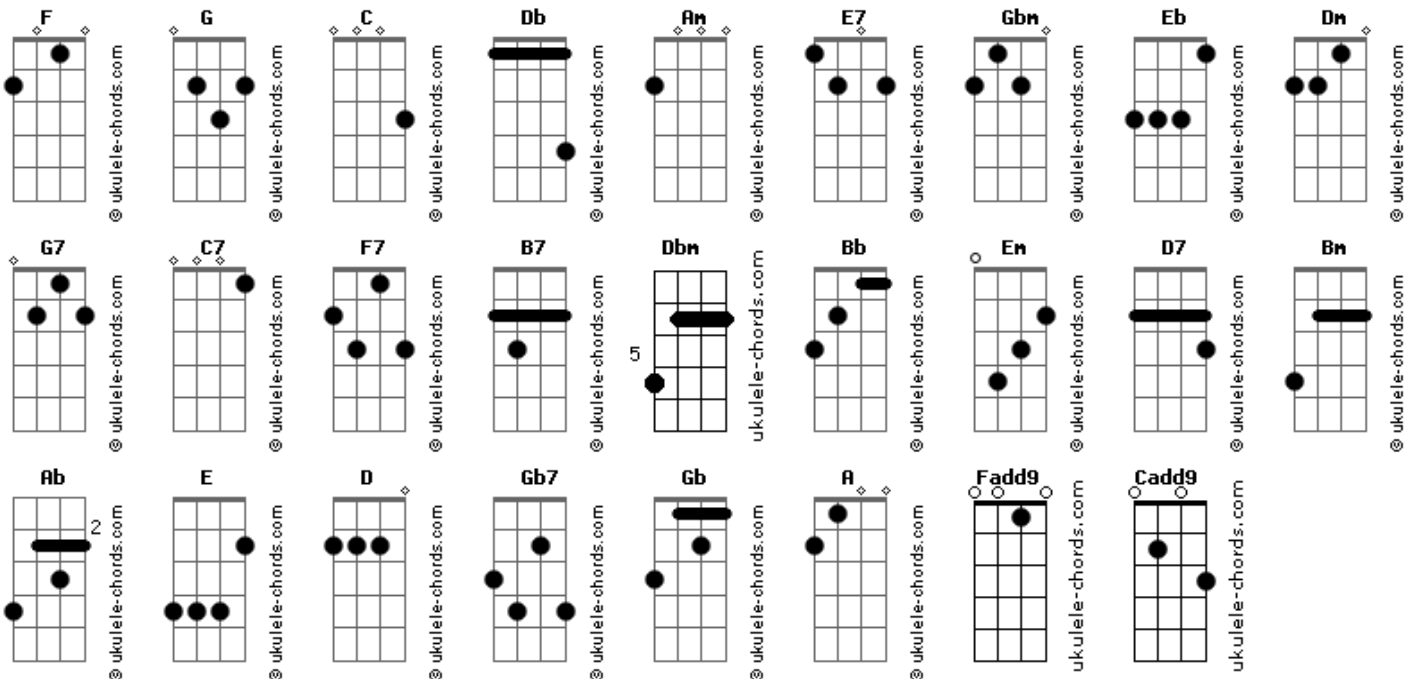 F G C Db Am E7 Gbm Eb Dm
© ukulele-chords.com © ukulele-chords.com © ukulele-chords.com © ukulele-chords.com © ukulele-chords.com © ukulele-chords.com © ukulele-chords.com © ukulele-chords.com © ukulele-chords.com
G7 C7 F7 B7 Dbm Bb Em D7 Bm
5
© ukulele-chords.com © ukulele-chords.com © ukulele-chords.com © ukulele-chords.com ukulele-chords.com © ukulele-chords.com © ukulele-chords.com © ukulele-chords.com © ukulele-chords.com
Ab E D Gb7 Gb A Fadd9 Cadd9
2
© ukulele-chords.com © ukulele-chords.com © ukulele-chords.com © ukulele-chords.com © ukulele-chords.com © ukulele-chords.com ukulele-chords.com ukulele-chords.com